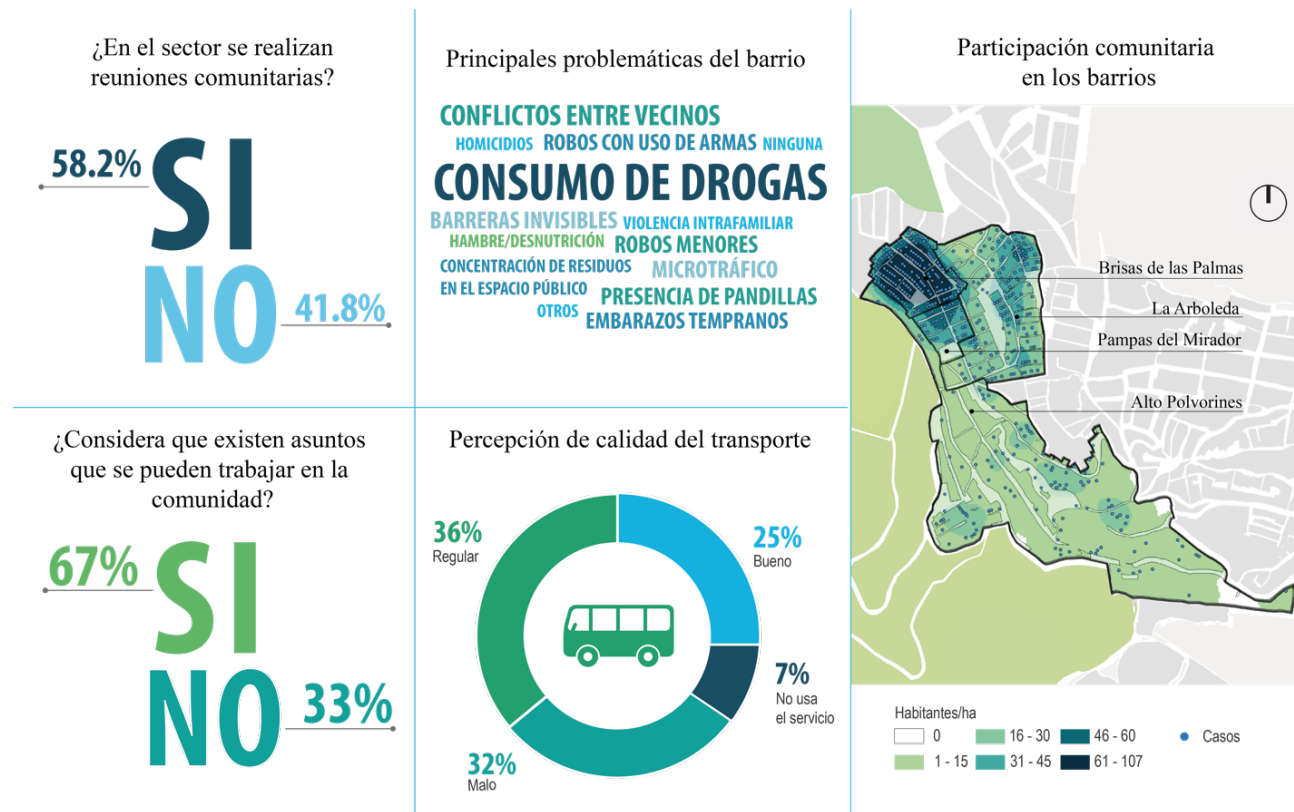 ¿En el sector se realizan
reuniones comunitarias?
58.2%
SI
NO
41.8%
Principales problemáticas del barrio
CONFLICTOS ENTRE VECINOS
HOMICIDIOS ROBOS CON USO DE ARMAS NINGUNA
CONSUMO DE DROGAS
BARRERAS INVISIBLES VIOLENCIA INTRAFAMILIAR
HAMBRE/DESNUTRICIÓN ROBOS MENORES
CONCENTRACIÓN DE RESIDUOS
EN EL ESPACIO PÚBLICO
MICROTRÁFICO
OTROS
PRESENCIA DE PANDILLAS
EMBARAZOS TEMPRANOS
Participación comunitaria
en los barrios
Brisas de las Palmas
La Arboleda
Pampas del Mirador
Alto Polvorines
Habitantes/ha
0
1 - 15
16 - 30
31 - 45
46 - 60
61 - 107
Casos
¿Considera que existen asuntos
que se pueden trabajar en la
comunidad?
67%
SI
NO
33%
Percepción de calidad del transporte
36%
Regular
25%
Bueno
7%
No usa
el servicio
32%
Malo